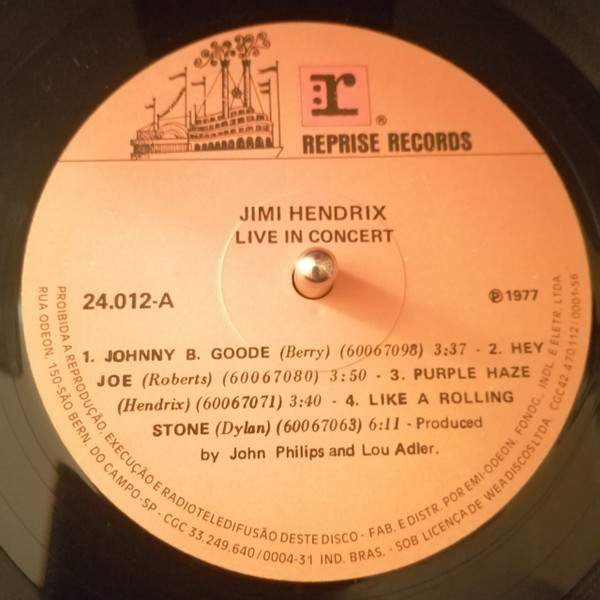 r
®
REPRISE RECORDS
JIMI HENDRIX
LIVE IN CONCERT
24.012-A
℗ 1977
1. JOHNNY B. GOODE (Berry) (60067098) 3:37 - 2. HEY
JOE (Roberts) (60067080) 3:50 - 3. PURPLE HAZE
(Hendrix) (60067071) 3:40 - 4. LIKE A ROLLING
STONE (Dylan) (60067063) 6:11 - Produced
by John Philips and Lou Adler.
PROIBIDA A REPRODUÇÃO, EXECUÇÃO E RADIOTELEDIFUSÃO DESTE DISCO - FAB. E DISTR. POR EMI-ODEON. FONOG. INDL E ELETR. LTDA.
RUA ODEON, 150-SÃO BERN. DO CAMPO-SP - CGC 33.249.640/0004-31 IND. BRAS. - SOB LICENÇA DE WEA DISCOS LTDA. CGC 42.470.112/0001-56